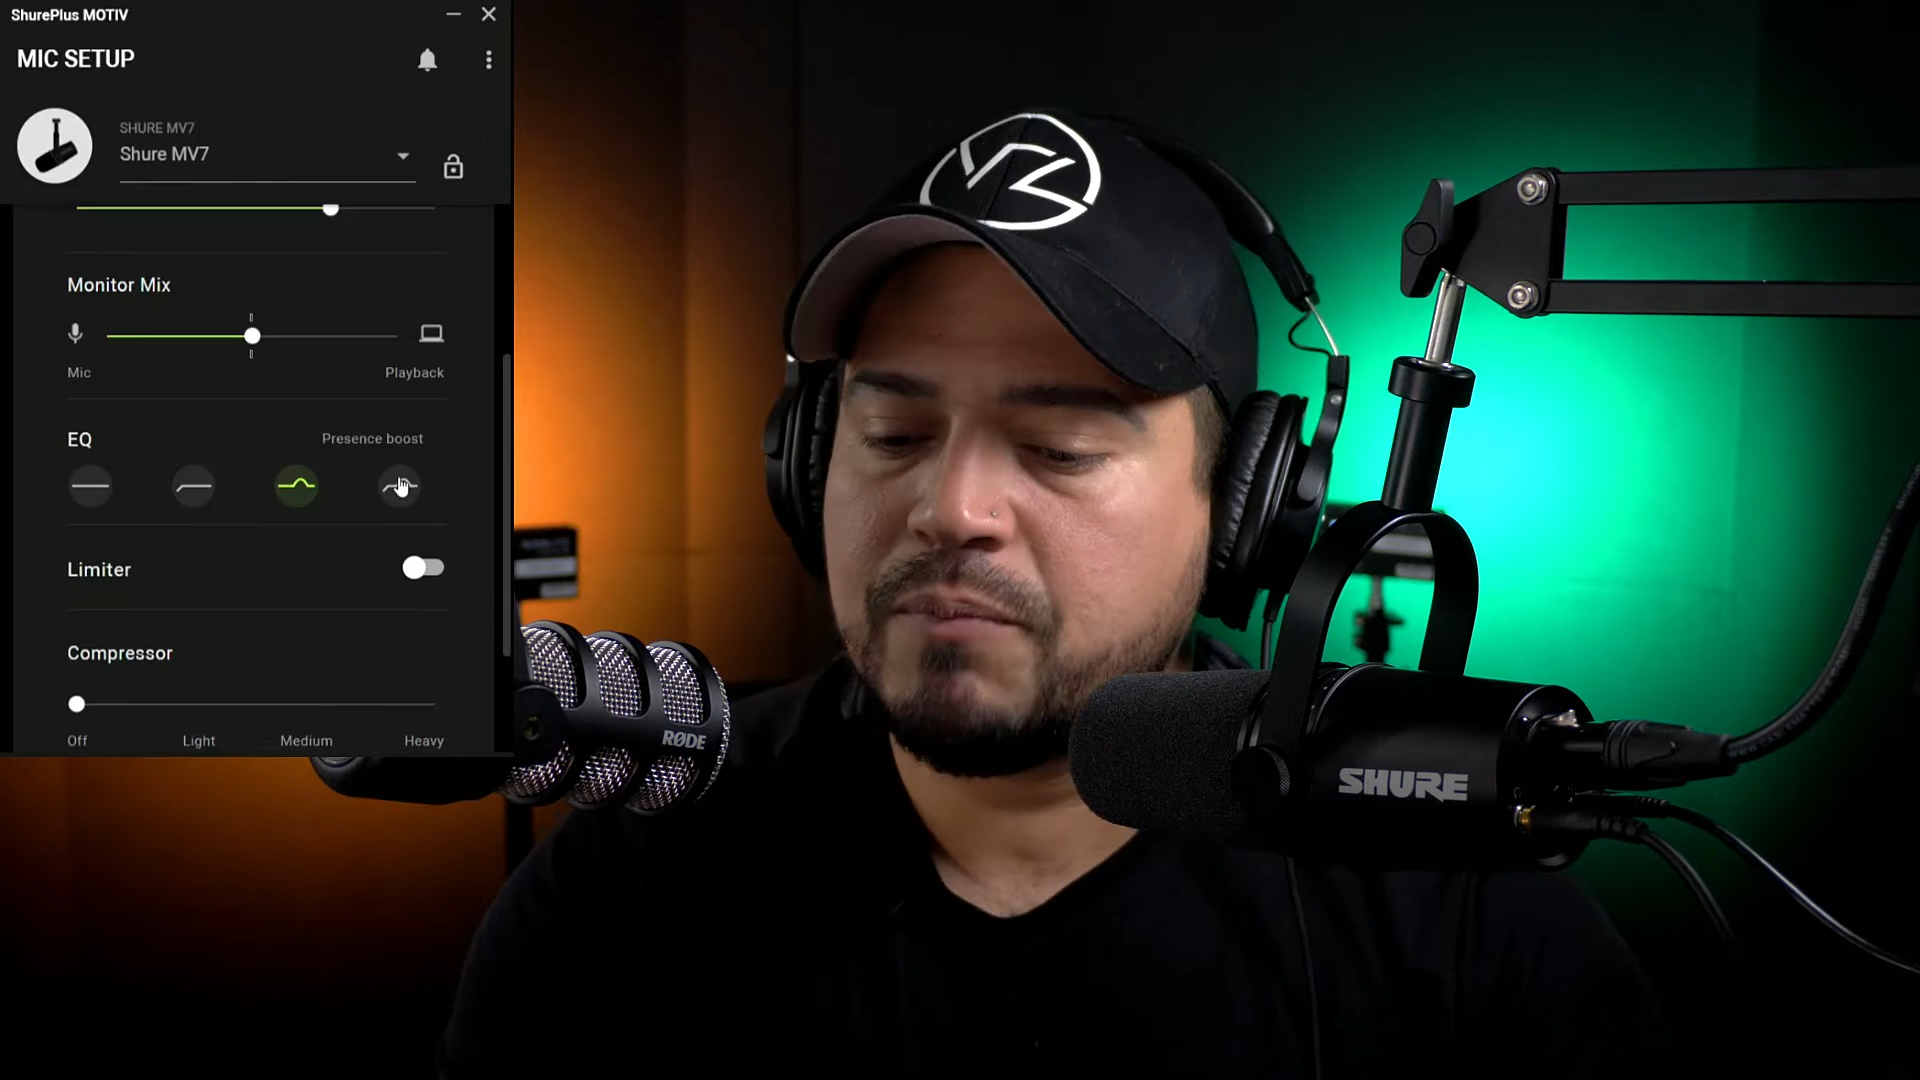 ShurePlus MOTIV
MIC SETUP
SHURE MV7
Shure MV7
Monitor Mix
Mic Playback
EQ Presence boost
Limiter
Compressor
Off Light Medium Heavy
RØDE
SHURE